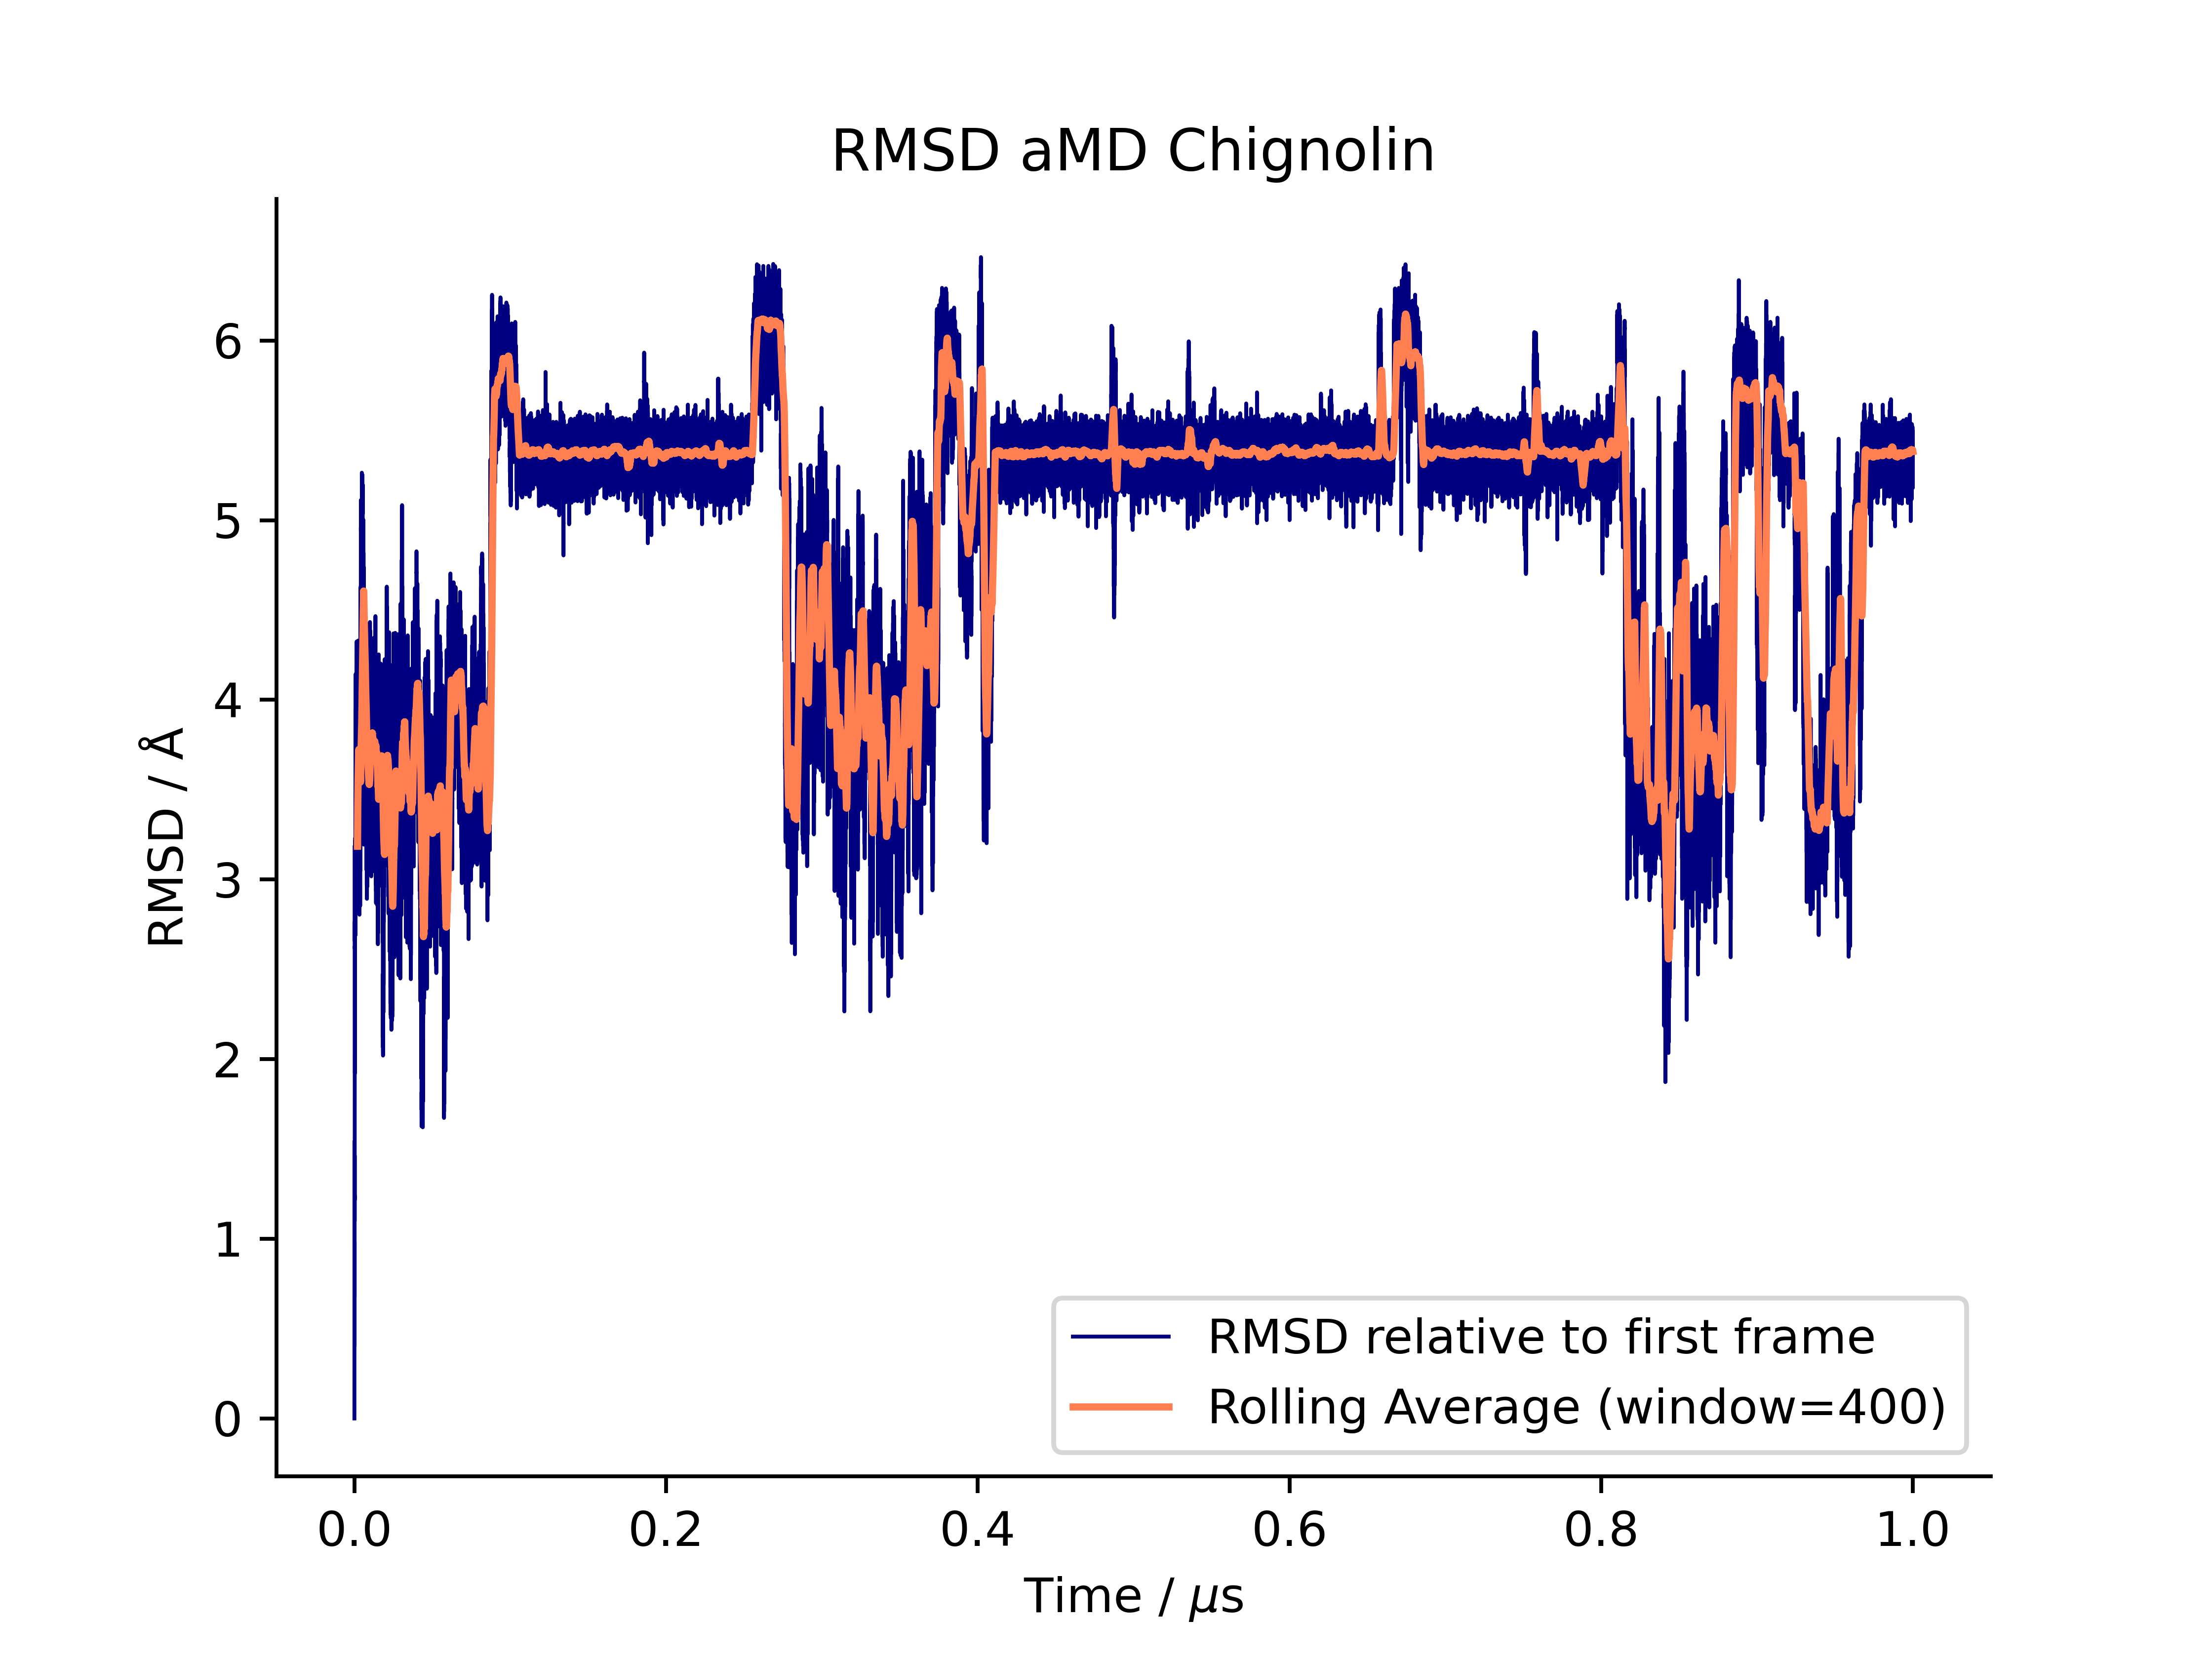 RMSD aMD Chignolin
RMSD / Å
6
5
4
3
2
1
0
RMSD relative to first frame
Rolling Average (window=400)
0.0 0.2 0.4 0.6 0.8 1.0
Time / μs